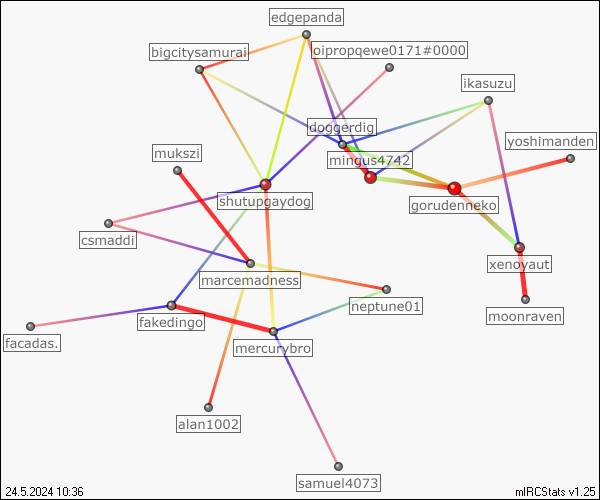 edgepanda
bigcitysamurai
oipropqewe0171#0000
ikasuzu
doggerdig
yoshimanden
mukszi
mingus4742
shutupgaydog
gorudenneko
csmaddi
xenoyaut
marcemadness
neptune01
moonraven
fakedingo
facadas.
mercurybro
alan1002
samuel4073
24.5.2024 10:36
mIRCStats v1.25